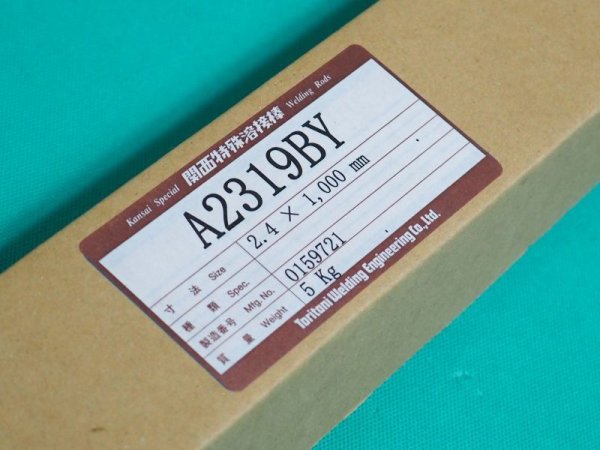 Kansai Special 関西特殊溶接棒 Welding Rods
A2319BY
寸法 Size 2.4 × 1,000 mm
種類 Spec.
製造番号 Mfg.No. 0159721
質量 Weight 5 Kg
Toritani Welding Engineering Co,.Ltd.